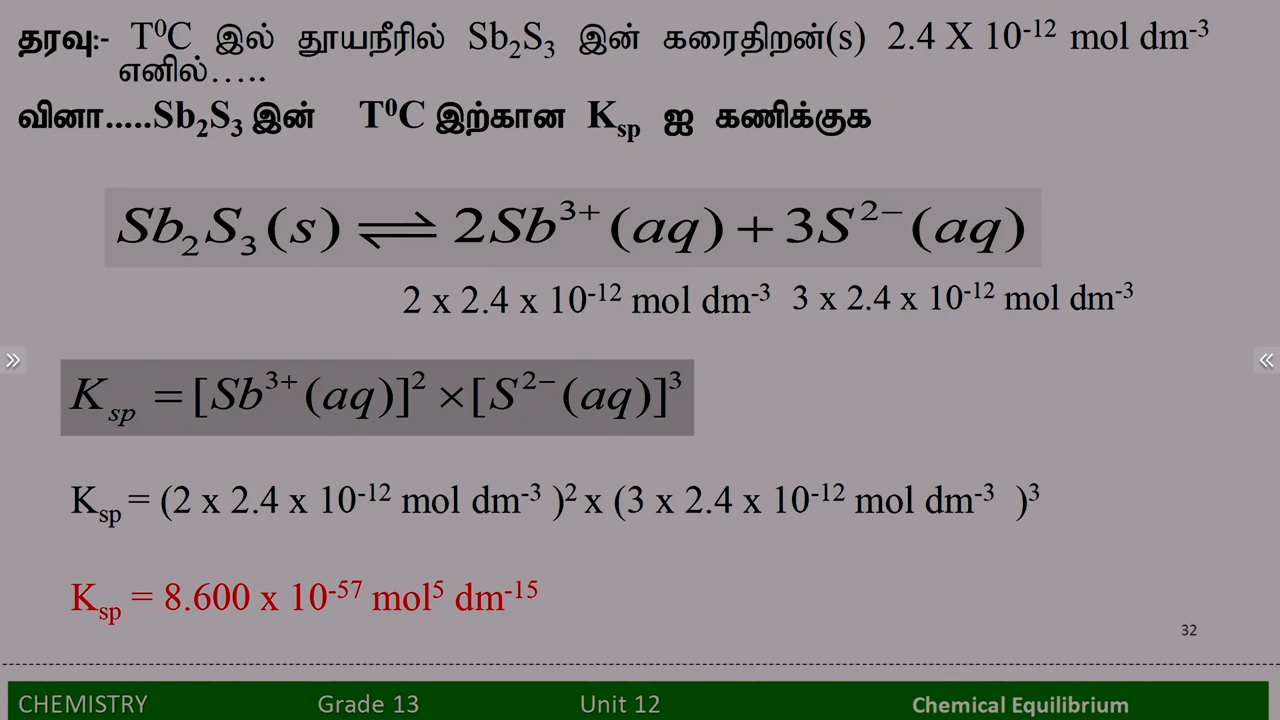 தரவு:- T⁰C இல் தூயநீரில் Sb₂S₃ இன் கரைதிறன்(s) 2.4 X 10⁻¹² mol dm⁻³
எனில்.....
வினா.....Sb₂S₃ இன் T⁰C இற்கான Kₛₚ ஐ கணிக்குக
Sb₂S₃(s) ⇌ 2Sb³⁺(aq) + 3S²⁻(aq)
2 x 2.4 x 10⁻¹² mol dm⁻³ 3 x 2.4 x 10⁻¹² mol dm⁻³
Kₛₚ = [Sb³⁺(aq)]² × [S²⁻(aq)]³
Kₛₚ = (2 x 2.4 x 10⁻¹² mol dm⁻³ )² x (3 x 2.4 x 10⁻¹² mol dm⁻³ )³
Kₛₚ = 8.600 x 10⁻⁵⁷ mol⁵ dm⁻¹⁵
32
CHEMISTRY Grade 13 Unit 12 Chemical Equilibrium